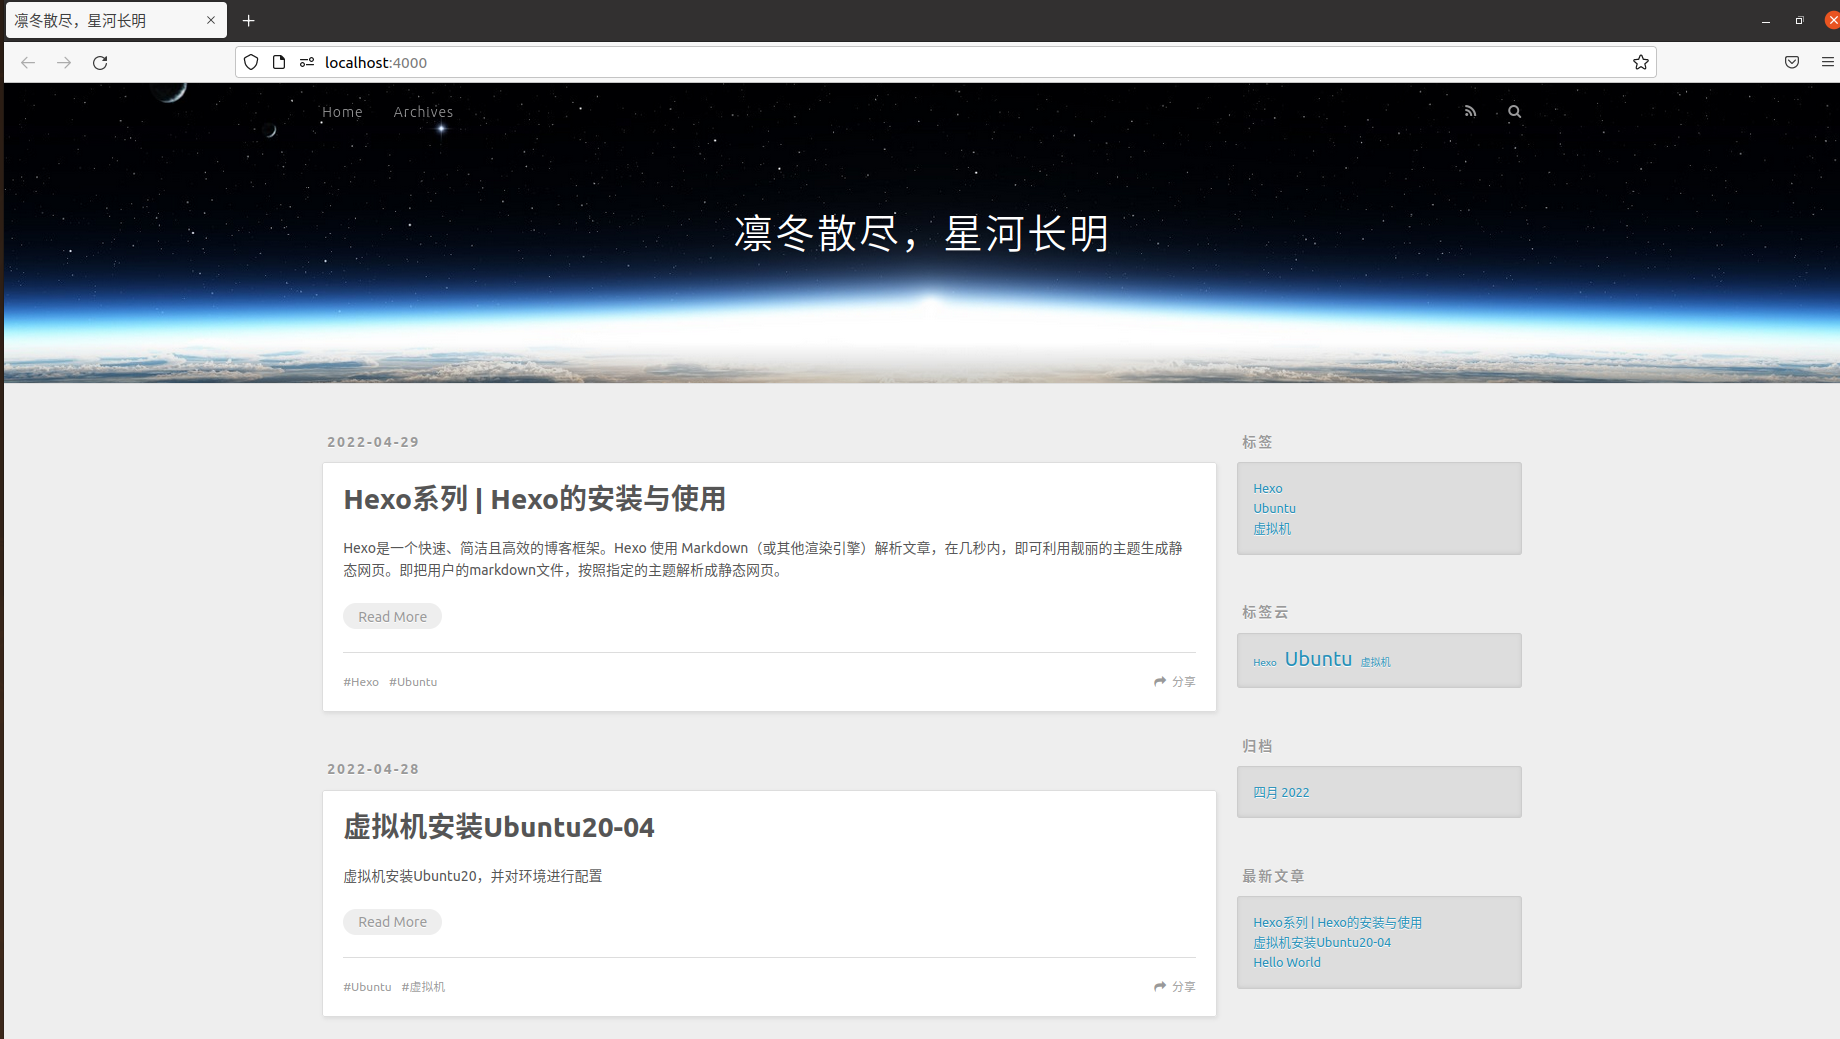 凛冬散尽，星河长明
localhost:4000
Home Archives
凛冬散尽，星河长明
2022-04-29
Hexo系列 | Hexo的安装与使用
Hexo是一个快速、简洁且高效的博客框架。Hexo 使用 Markdown（或其他渲染引擎）解析文章，在几秒内，即可利用靓丽的主题生成静
态网页。即把用户的markdown文件，按照指定的主题解析成静态网页。
Read More
#Hexo #Ubuntu 分享
2022-04-28
虚拟机安装Ubuntu20-04
虚拟机安装Ubuntu20，并对环境进行配置
Read More
#Ubuntu #虚拟机 分享
标签
Hexo
Ubuntu
虚拟机
标签云
Hexo Ubuntu 虚拟机
归档
四月 2022
最新文章
Hexo系列 | Hexo的安装与使用
虚拟机安装Ubuntu20-04
Hello World